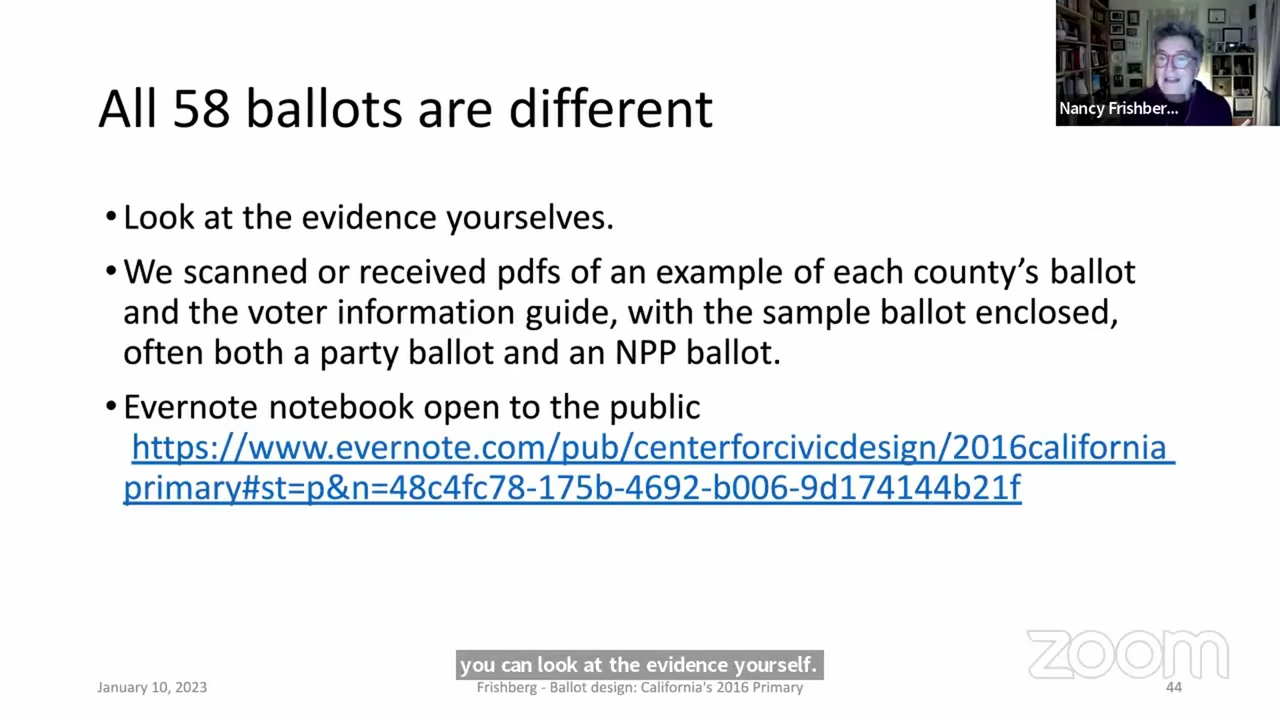 Nancy Frishber...
All 58 ballots are different
• Look at the evidence yourselves.
• We scanned or received pdfs of an example of each county’s ballot
and the voter information guide, with the sample ballot enclosed,
often both a party ballot and an NPP ballot.
• Evernote notebook open to the public
https://www.evernote.com/pub/centerforcivicdesign/2016california
primary#st=p&n=48c4fc78-175b-4692-b006-9d174144b21f
zoom
you can look at the evidence yourself.
January 10, 2023
Frishberg - Ballot design: California's 2016 Primary
44